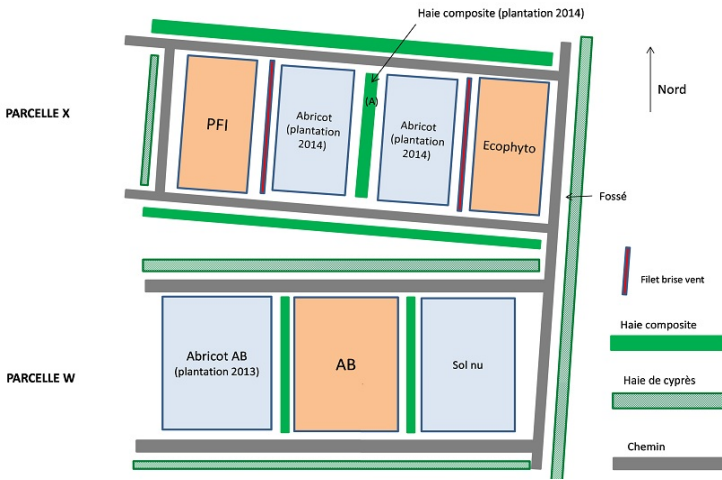 Haie composite (plantation 2014)
Nord
PARCELLE X
PFI
Abricot
(plantation
2014)
(A)
Abricot
(plantation
2014)
Ecophyto
Fossé
Filet brise vent
Haie composite
PARCELLE W
Abricot AB
(plantation 2013)
AB
Sol nu
Haie de cyprès
Chemin